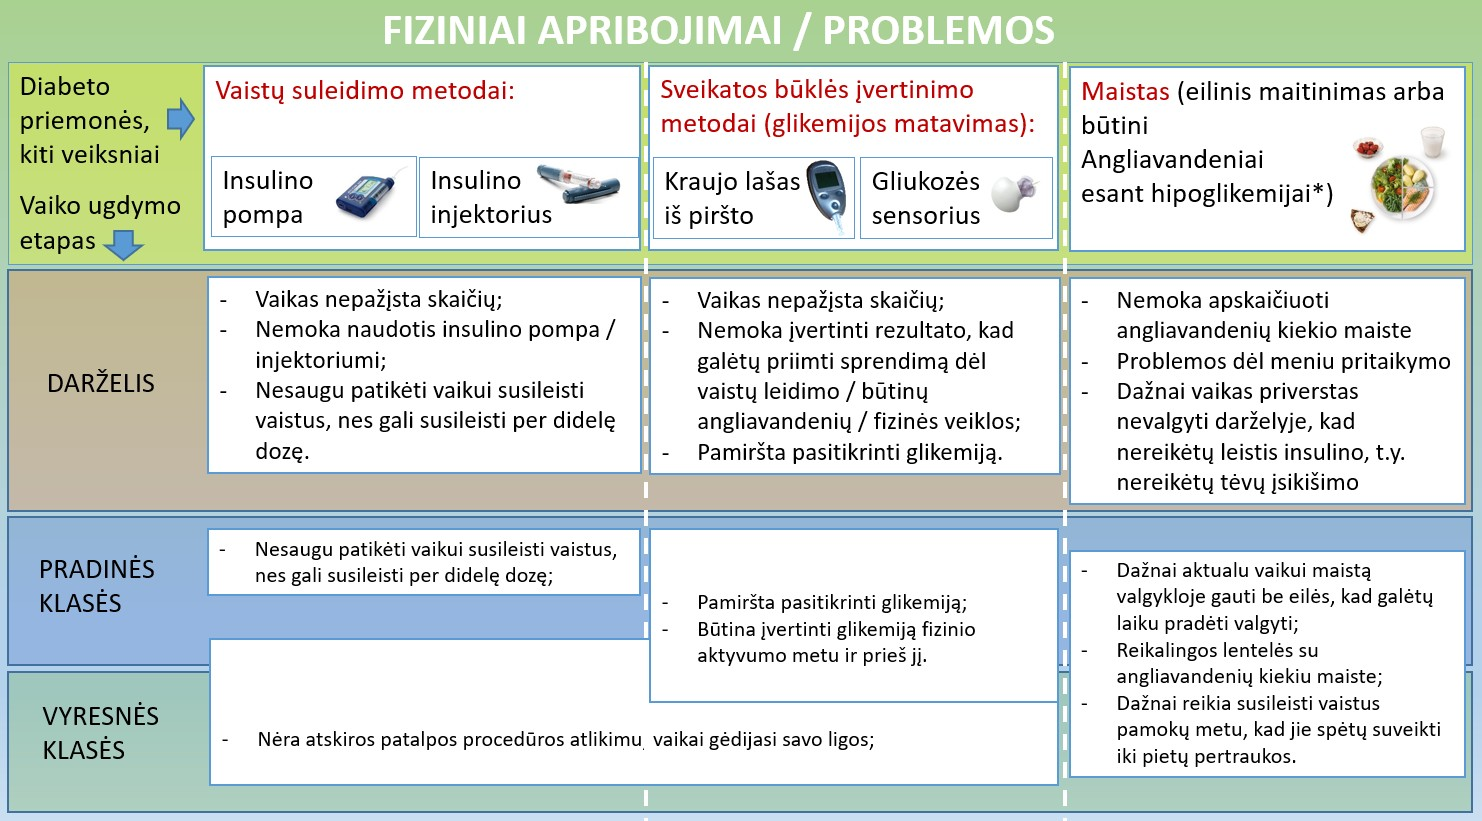 FIZINIAI APRIBOJIMAI / PROBLEMOS
Diabeto
priemonės,
kiti veiksniai
Vaiko ugdymo
etapas
Vaistų suleidimo metodai:
Insulino
pompa
Insulino
injektorius
Sveikatos būklės įvertinimo
metodai (glikemijos matavimas):
Kraujo lašas
iš piršto
Gliukozės
sensorius
Maistas (eilinis maitinimas arba
būtini
Angliavandeniai
esant hipoglikemijai*)
DARŽELIS
- Vaikas nepažįsta skaičių;
- Nemoka naudotis insulino pompa /
injektoriumi;
- Nesaugu patikėti vaikui susileisti
vaistus, nes gali susileisti per didelę
dozę.
- Vaikas nepažįsta skaičių;
- Nemoka įvertinti rezultato, kad
galėtų priimti sprendimą dėl
vaistų leidimo / būtinų
angliavandenių / fizinės veiklos;
- Pamiršta pasitikrinti glikemiją.
- Nemoka apskaičiuoti
angliavandenių kiekio maiste
- Problemos dėl meniu pritaikymo
- Dažnai vaikas priverstas
nevalgyti darželyje, kad
nereikėtų leistis insulino, t.y.
nereikėtų tėvų įsikišimo
PRADINĖS
KLASĖS
- Nesaugu patikėti vaikui susileisti vaistus,
nes gali susileisti per didelę dozę;
- Pamiršta pasitikrinti glikemiją;
- Būtina įvertinti glikemiją fizinio
aktyvumo metu ir prieš jį.
- Dažnai aktualu vaikui maistą
valgykloje gauti be eilės, kad galėtų
laiku pradėti valgyti;
- Reikalingos lentelės su
angliavandenių kiekiu maiste;
- Dažnai reikia susileisti vaistus
pamokų metu, kad jie spėtų suveikti
iki pietų pertraukos.
VYRESNĖS
KLASĖS
- Nėra atskiros patalpos procedūros atlikimu, vaikai gėdijasi savo ligos;